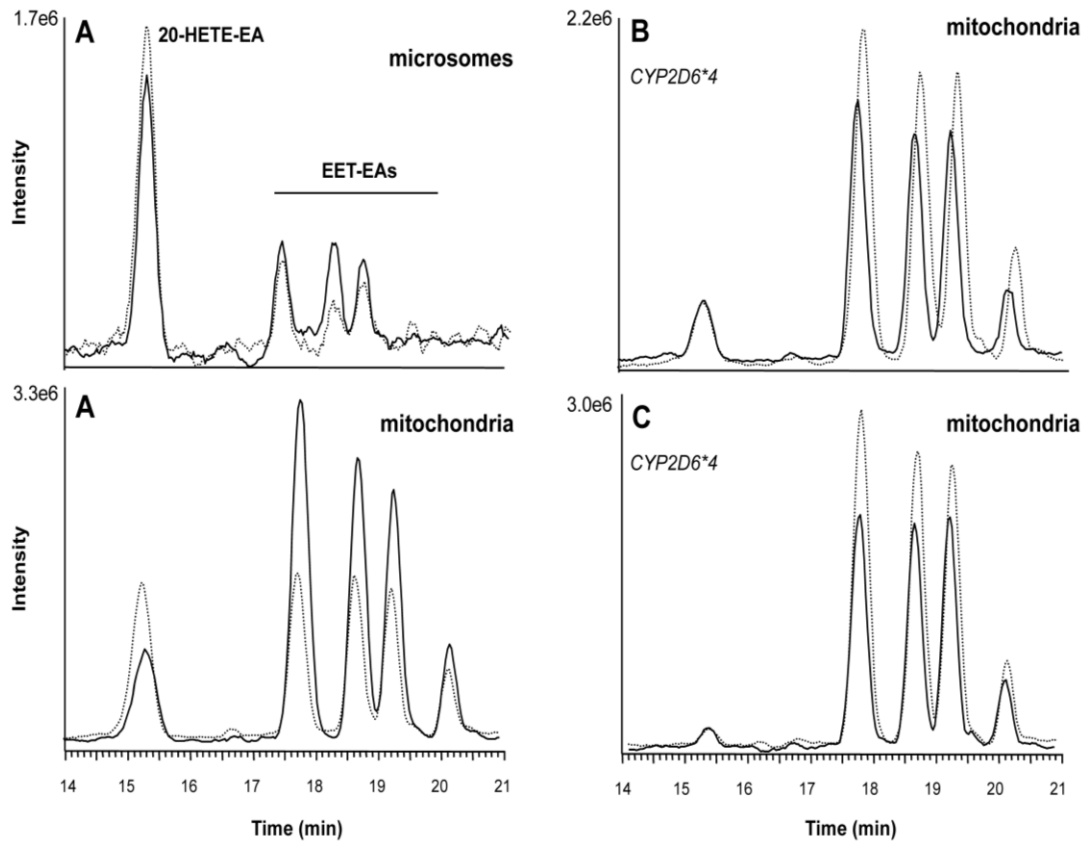 1.7e6
A
20-HETE-EA
microsomes
EET-EAs
Intensity
2.2e6
B
mitochondria
CYP2D6*4
3.3e6
A
mitochondria
Intensity
14 15 16 17 18 19 20 21
Time (min)
3.0e6
C
mitochondria
CYP2D6*4
14 15 16 17 18 19 20 21
Time (min)